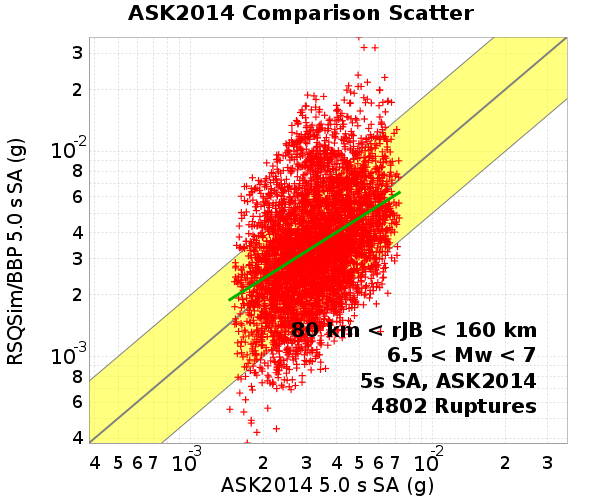 ASK2014 Comparison Scatter
RSQSim/BBP 5.0 s SA (g)
3
2
10-2
8
6
4
3
2
10-3
8
6
4
80 km < rJB < 160 km
6.5 < Mw < 7
5s SA, ASK2014
4802 Ruptures
4 5 6 7 10-3 2 3 4 5 6 7 10-2 2 3
ASK2014 5.0 s SA (g)